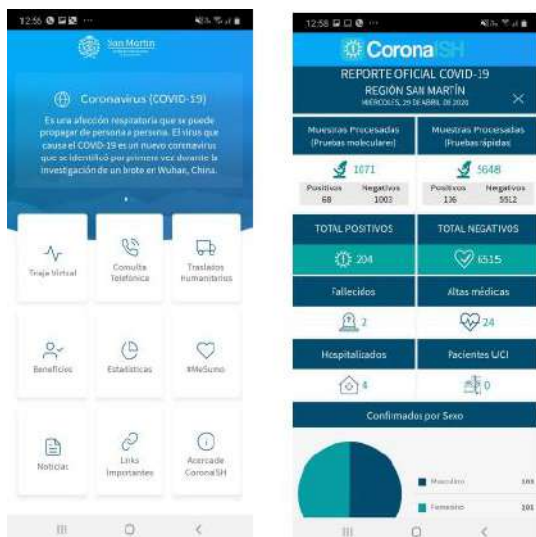 12:55
San Martín
Coronavirus (COVID-19)
Es una afección respiratoria que se puede
propagar de persona a persona. El virus que
causa el COVID-19 es un nuevo coronavirus
que se identificó por primera vez durante la
investigación de un brote en Wuhan, China.
Triaje Virtual
Consulta
Telefónica
Traslados
Humanitarios
Beneficios
Estadísticas
#MeSumo
Noticias
Links
Importantes
Acerca de
CoronaISH
12:58
CoronaISH
REPORTE OFICIAL COVID-19
REGIÓN SAN MARTÍN
MIÉRCOLES, 29 DE ABRIL DE 2020
Muestras Procesadas
(Pruebas moleculares)
Muestras Procesadas
(Pruebas rápidas)
1071
5648
Positivos Negativos
68 1003
Positivos Negativos
136 5512
TOTAL POSITIVOS
TOTAL NEGATIVOS
204
6515
Fallecidos
Altas médicas
2
24
Hospitalizados
Pacientes UCI
4
0
Confirmados por Sexo
Masculino 103
Femenino 101